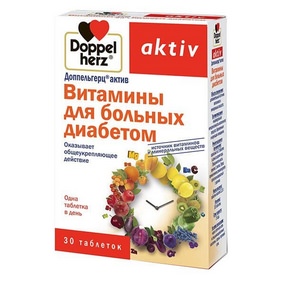 Doppel
herz®
aktiv
Доппельгерц® актив
Витамины
для больных
диабетом
Оказывает
общеукрепляющее
действие
источник витаминов
и минеральных веществ
Одна
таблетка
в день
30 таблеток